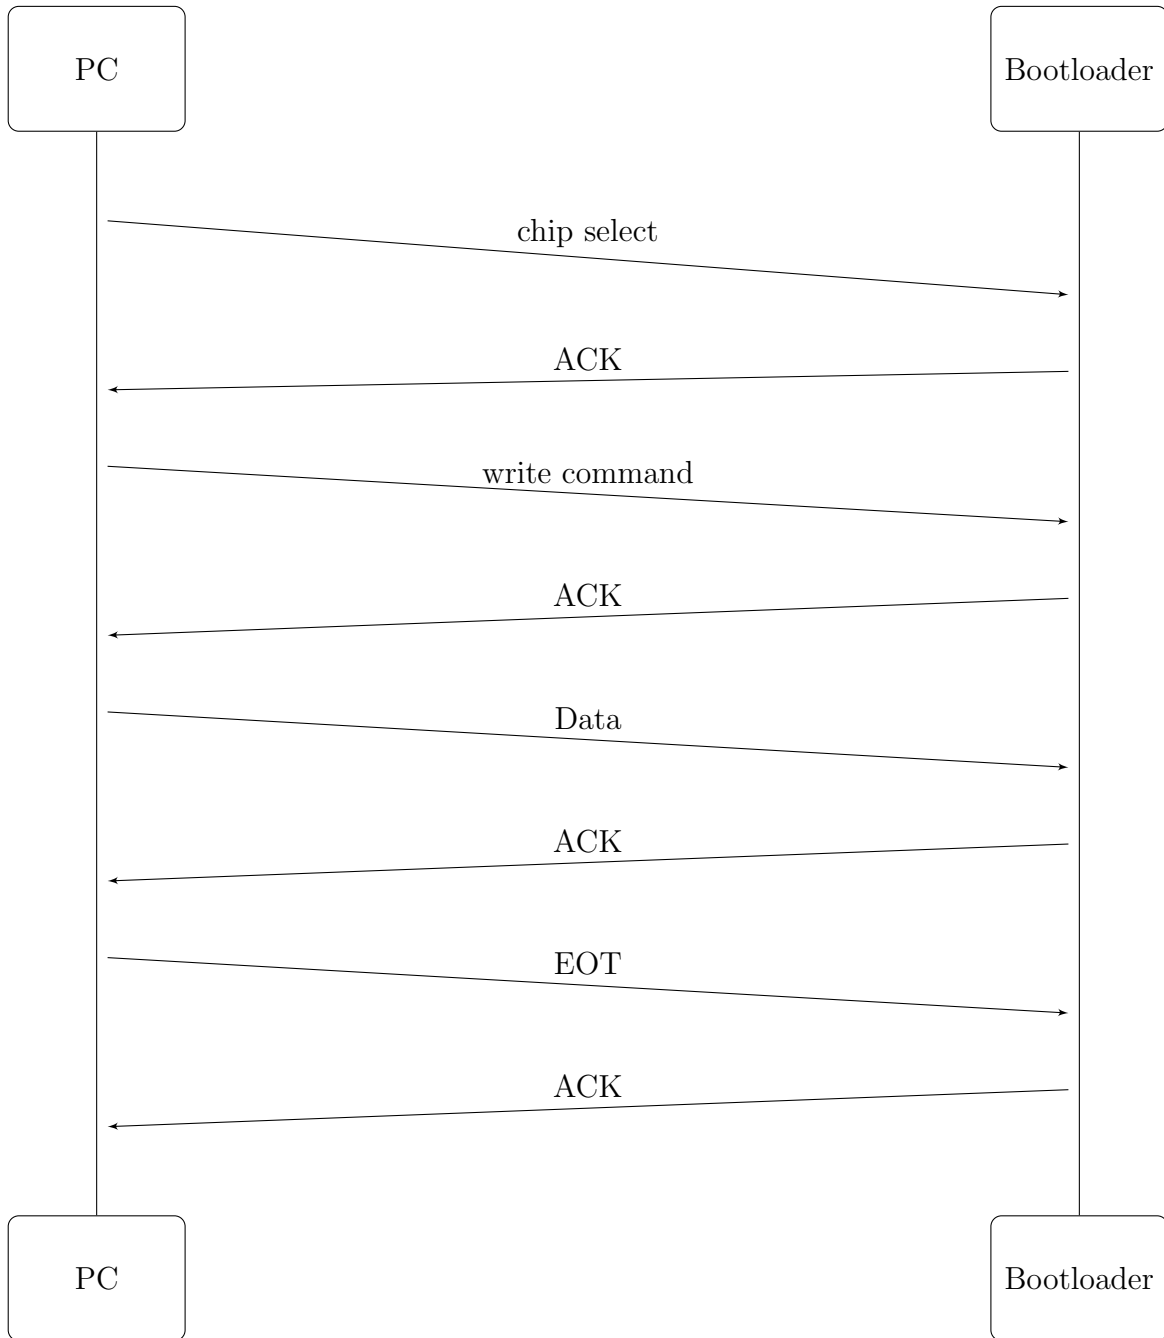 PC
Bootloader
chip select
ACK
write command
ACK
Data
ACK
EOT
ACK
PC
Bootloader